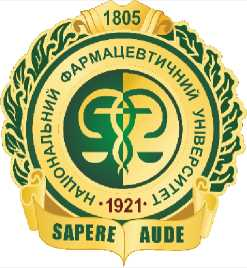 1805
НАЦІОНАЛЬНИЙ ФАРМАЦЕВТИЧНИЙ УНІВЕРСИТЕТ
·1921·
SAPERE AUDE